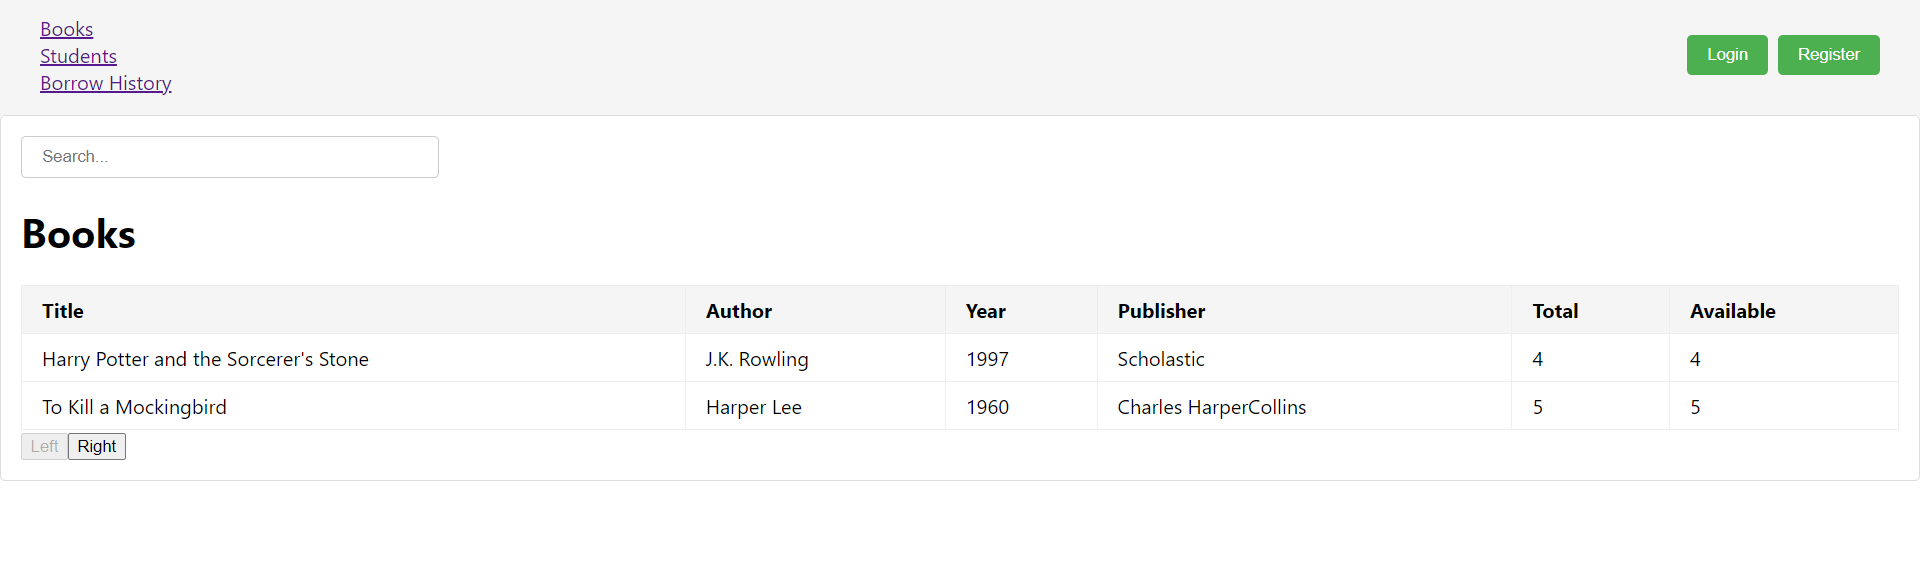 Books
Students
Borrow History
Login Register
Search...
Books
Title Author Year Publisher Total Available
Harry Potter and the Sorcerer's Stone J.K. Rowling 1997 Scholastic 4 4
To Kill a Mockingbird Harper Lee 1960 Charles HarperCollins 5 5
Left Right